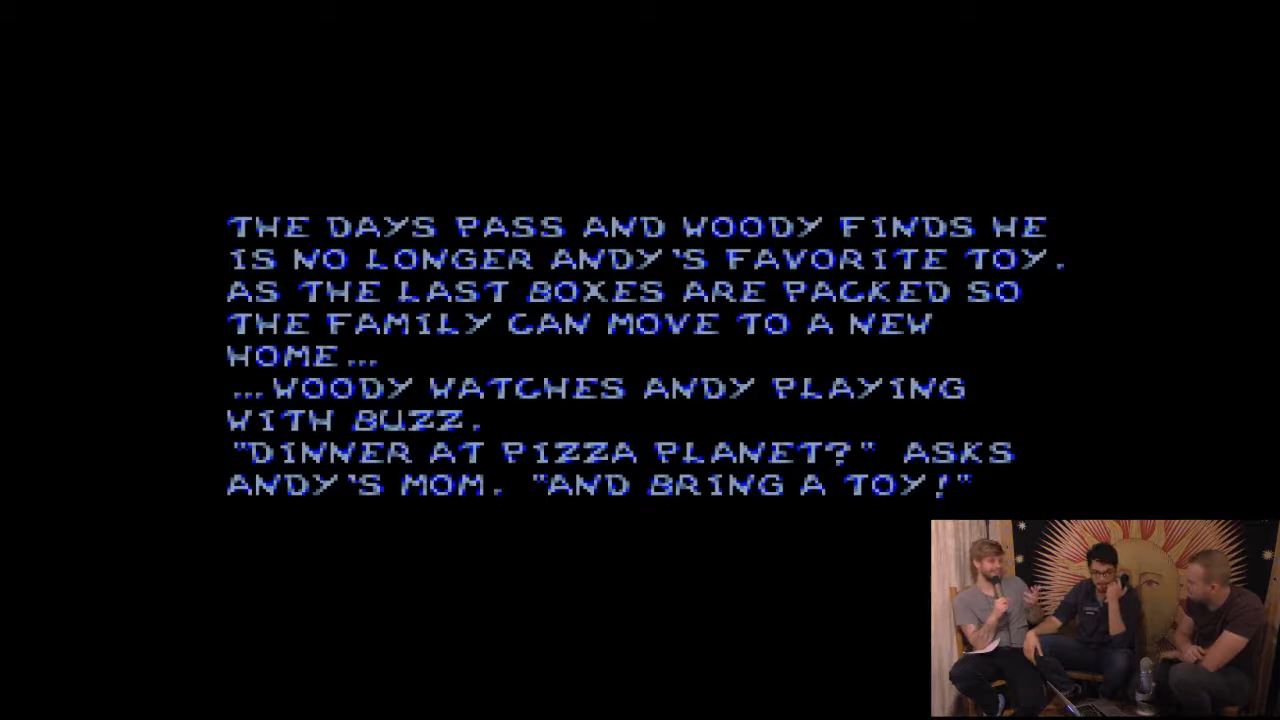 THE DAYS PASS AND WOODY FINDS HE
IS NO LONGER ANDY'S FAVORITE TOY.
AS THE LAST BOXES ARE PACKED SO
THE FAMILY CAN MOVE TO A NEW
HOME...
...WOODY WATCHES ANDY PLAYING
WITH BUZZ.
"DINNER AT PIZZA PLANET?" ASKS
ANDY'S MOM. "AND BRING A TOY!"